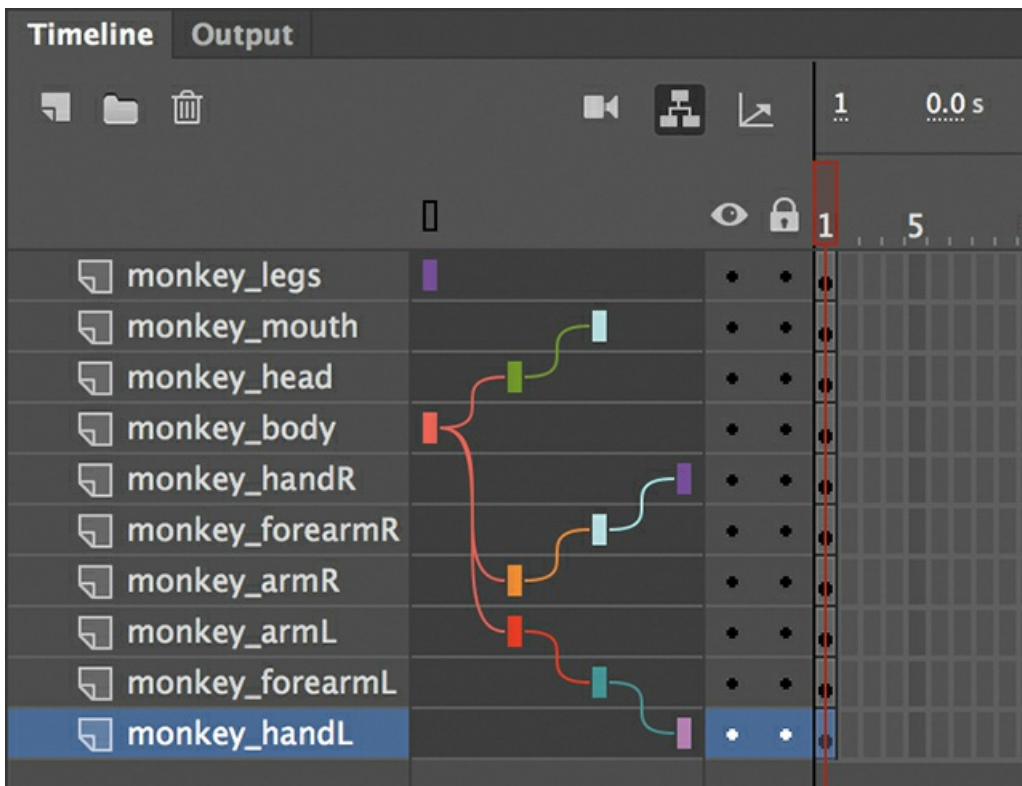 Timeline Output
1 0.0 s
1 5
monkey_legs
monkey_mouth
monkey_head
monkey_body
monkey_handR
monkey_forearmR
monkey_armR
monkey_armL
monkey_forearmL
monkey_handL